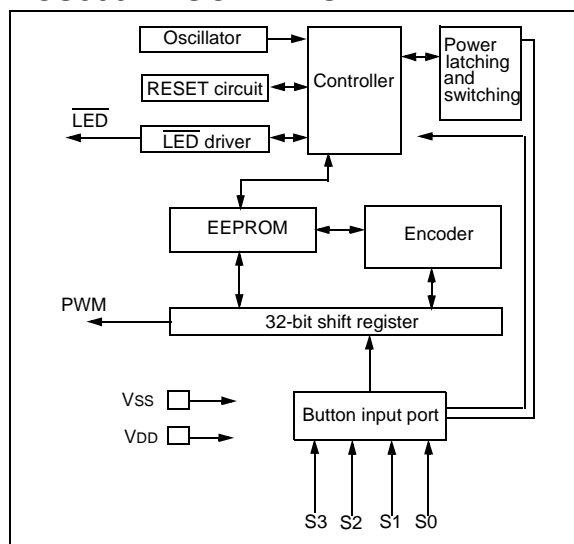 Oscillator
Controller
Power
latching
and
switching
RESET circuit
LED
LED driver
EEPROM
Encoder
PWM
32-bit shift register
VSS
VDD
Button input port
S3 S2 S1 S0